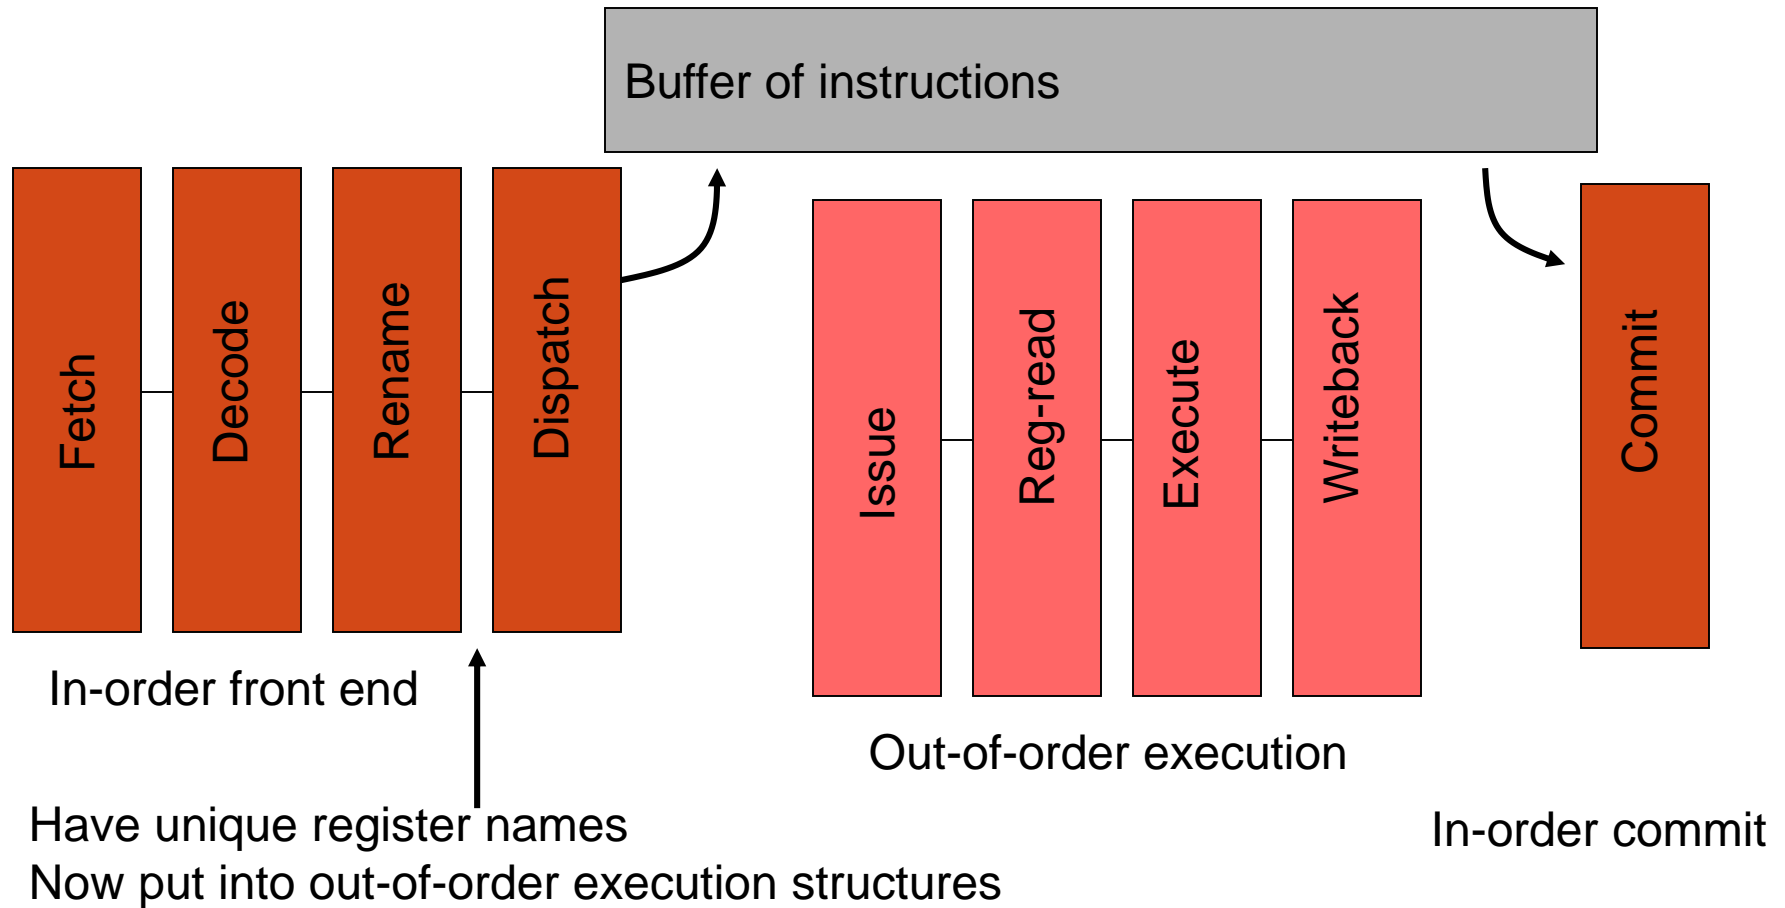 Buffer of instructions
Fetch
Decode
Rename
Dispatch
Issue
Reg-read
Execute
Writeback
Commit
In-order front end
Out-of-order execution
In-order commit
Have unique register names
Now put into out-of-order execution structures